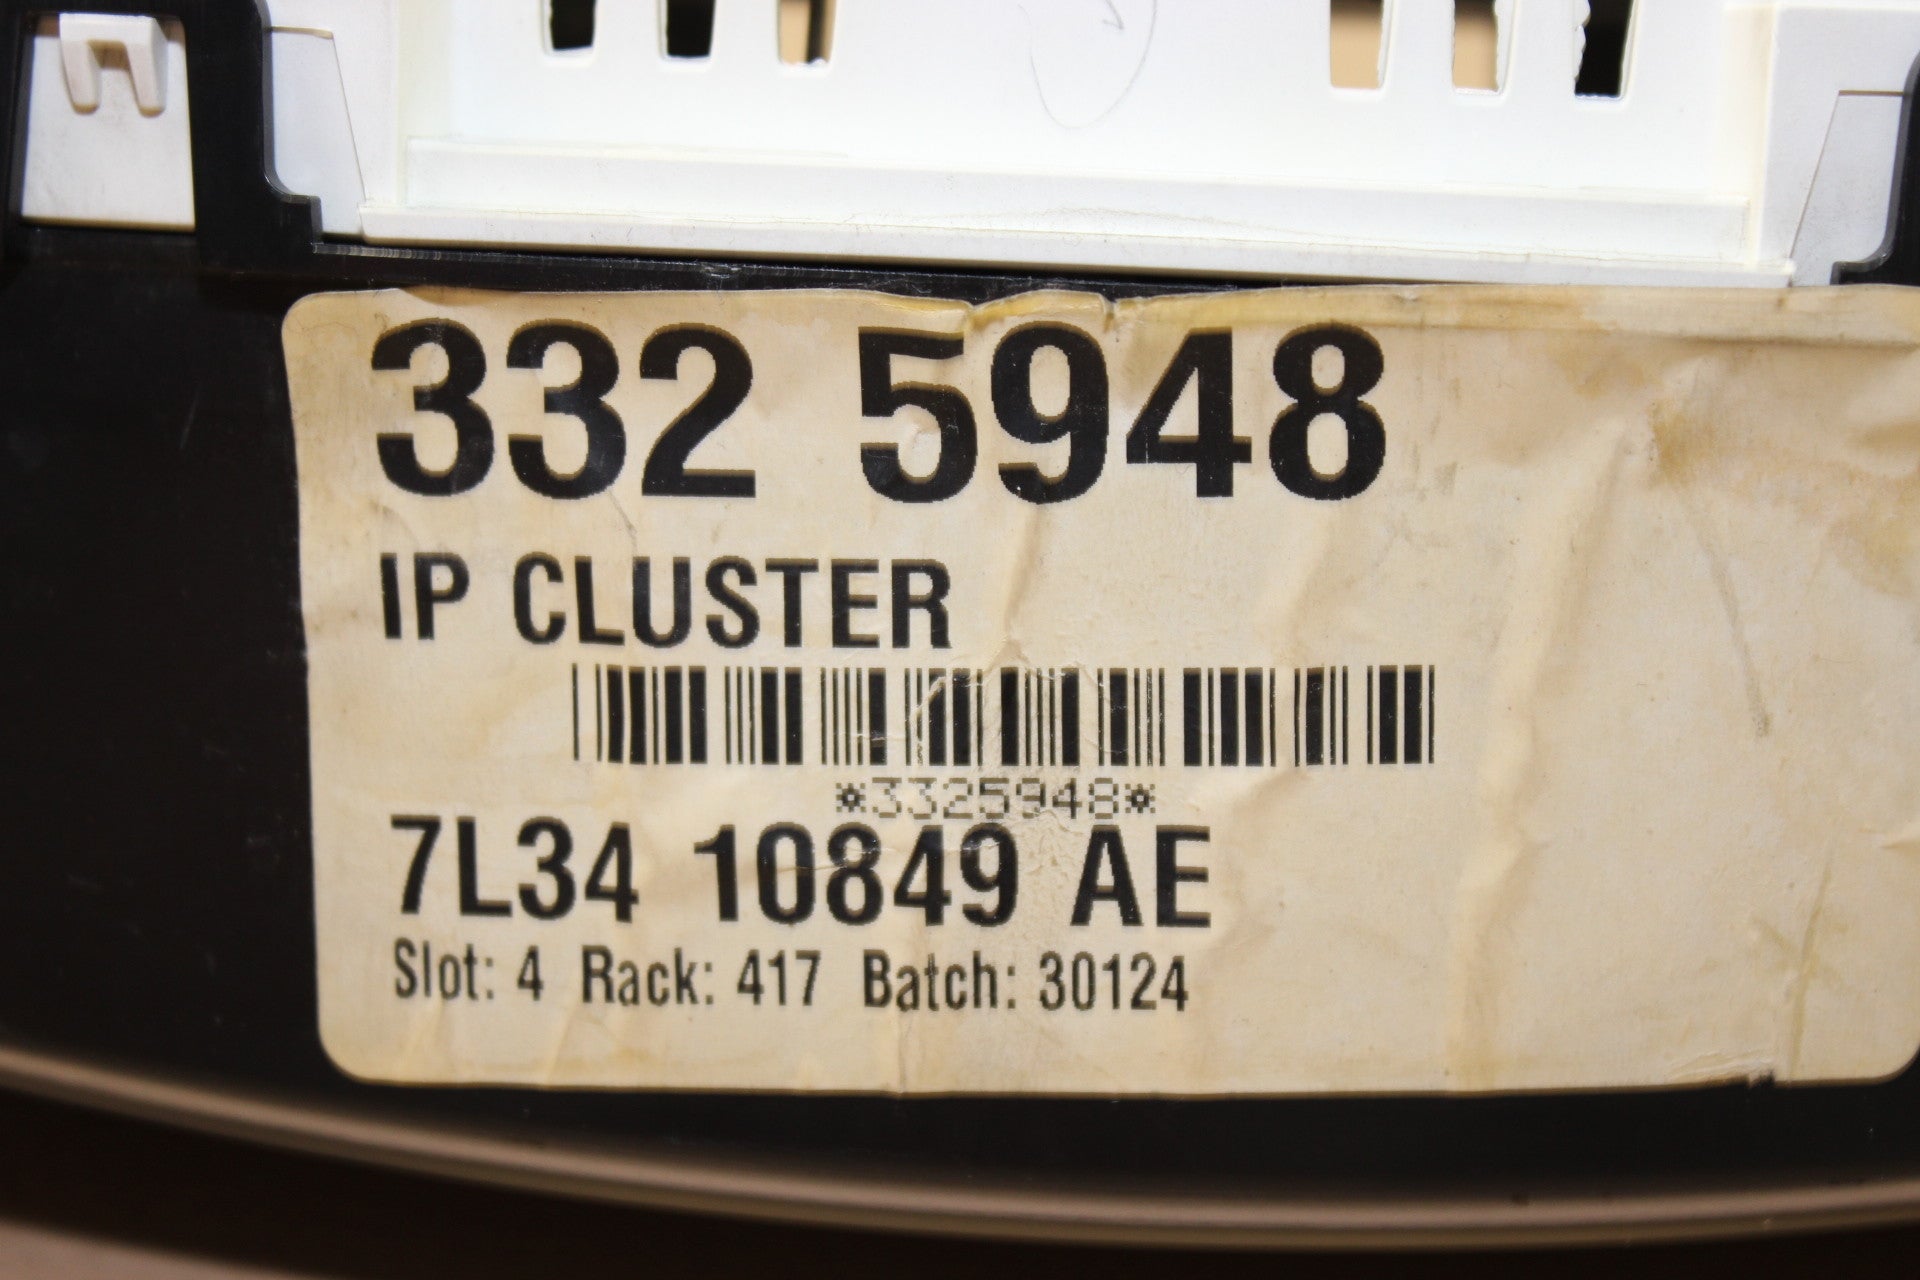 332 5948
IP CLUSTER
*3325948*
7L34 10849 AE
Slot: 4 Rack: 417 Batch: 30124